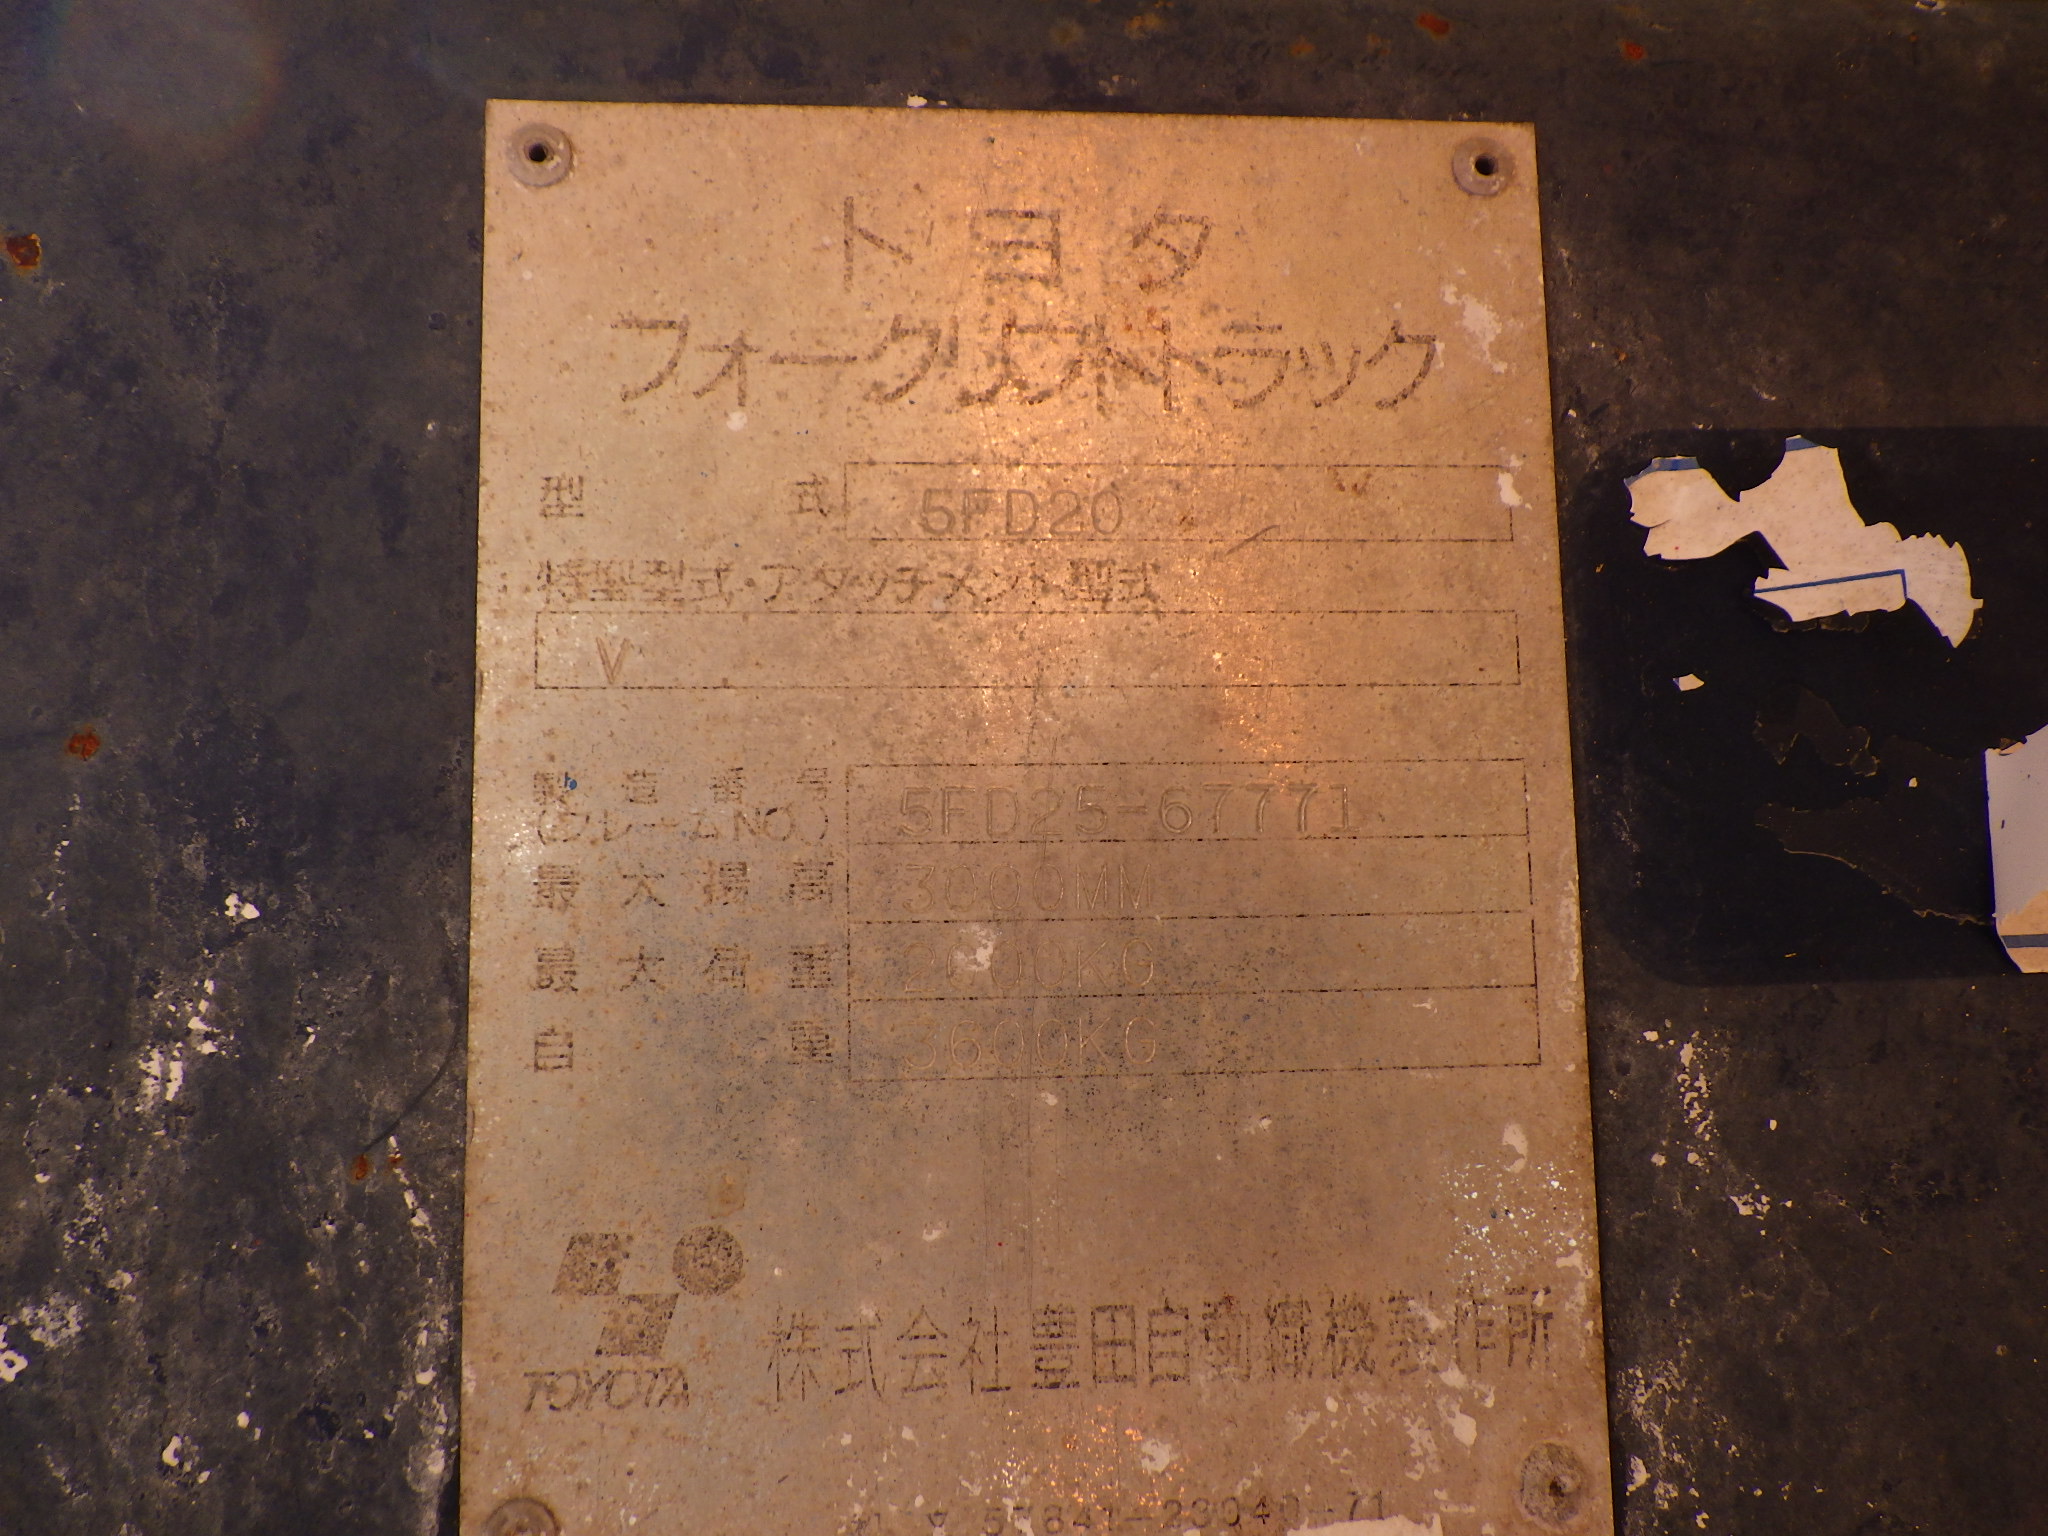 トヨタ
フォークリフトトラック
型式 5FD20
特型型式・アタッチメント型式
V
製造番号 5FD25-67771
(フレームNO.)
最大揚高 3000MM
最大荷重 2000KG
自重 3600KG
TOYOTA 株式会社豊田自動織機製作所